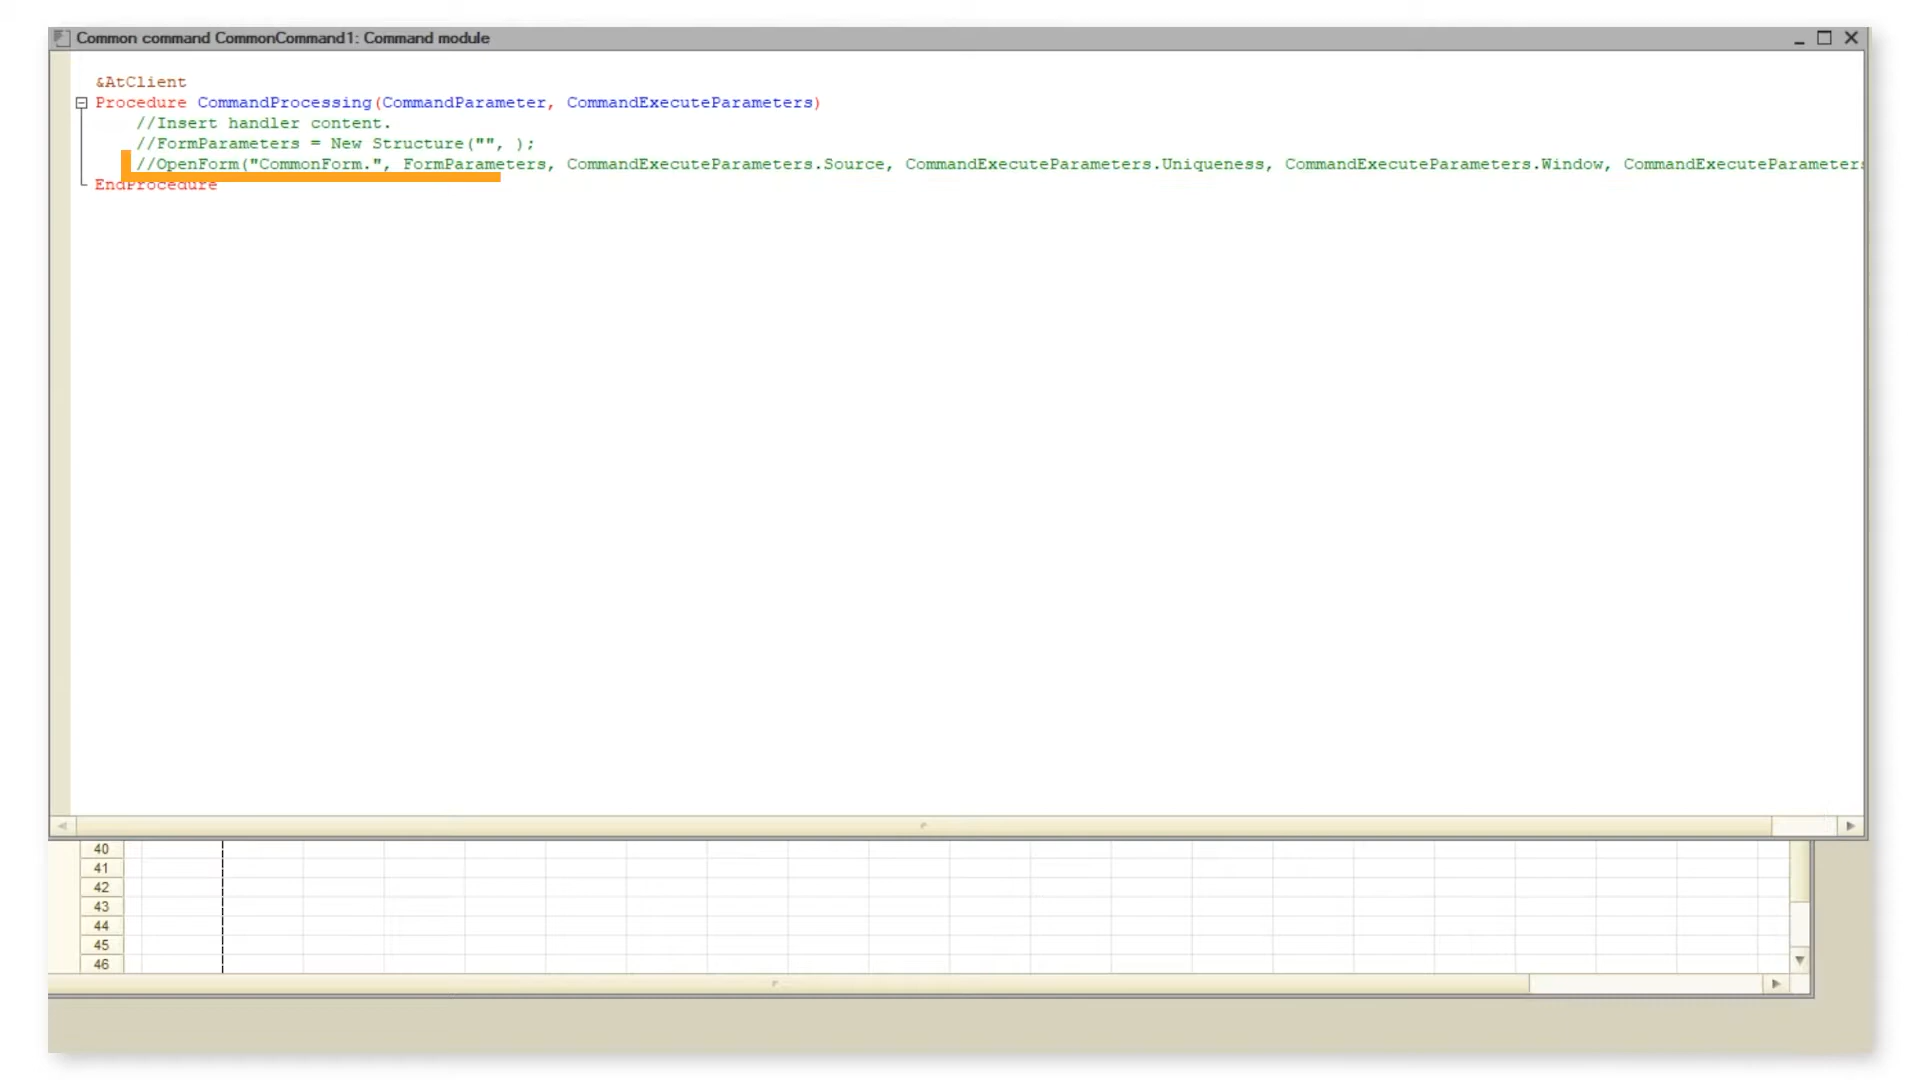 Common command CommonCommand1: Command module
&AtClient
Procedure CommandProcessing(CommandParameter, CommandExecuteParameters)
//Insert handler content.
//FormParameters = New Structure("", );
//OpenForm("CommonForm.", FormParameters, CommandExecuteParameters.Source, CommandExecuteParameters.Uniqueness, CommandExecuteParameters.Window, CommandExecuteParameters
EndProcedure
40
41
42
43
44
45
46